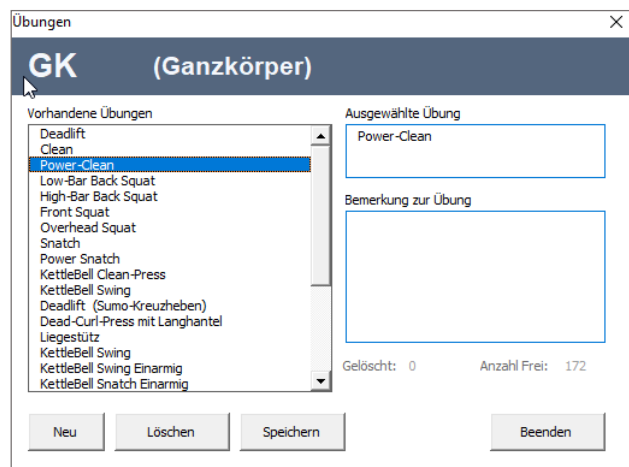 Übungen
GK (Ganzkörper)
Vorhandene Übungen
Deadlift
Clean
Power-Clean
Low-Bar Back Squat
High-Bar Back Squat
Front Squat
Overhead Squat
Snatch
Power Snatch
KettleBell Clean-Press
KettleBell Swing
Deadlift (Sumo-Kreuzheben)
Dead-Curl-Press mit Langhantel
Liegestütz
KettleBell Swing
KettleBell Swing Einarmig
KettleBell Snatch Einarmig
Ausgewählte Übung
Power-Clean
Bemerkung zur Übung
Gelöscht: 0 Anzahl Frei: 172
Neu Löschen Speichern Beenden